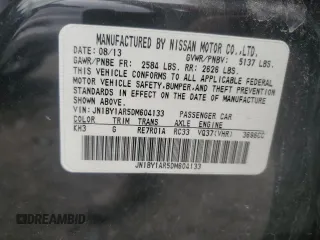 MANUFACTURED BY NISSAN MOTOR CO.,LTD.
DATE: 08/13 GVWR/PNBV: 5137 LBS.
GAWR/PNBE FR: 2584 LBS. RR: 2626 LBS.
THIS VEHICLE CONFORMS TO ALL APPLICABLE FEDERAL
MOTOR VEHICLE SAFETY,BUMPER, AND THEFT PREVENTION
STANDARDS IN EFFECT ON THE DATE OF MANUFACTURE
SHOWN ABOVE.
VIN: JN1BY1AR5DM604133 PASSENGER CAR
COLOR TRIM TRANS AXLE ENGINE
KH3 G RE7R01A RC33 VQ37(VHR)
JN1BY1AR5DM604133
AUTOBIDMASTER